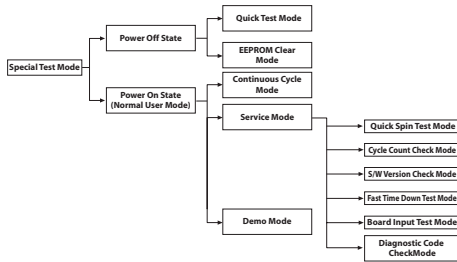 Quick Test Mode
Power Off State
EEPROM Clear
Mode
Special Test Mode
Continuous Cycle
Mode
Power On State
(Normal User Mode)
Service Mode
Quick Spin Test Mode
Cycle Count Check Mode
S/W Version Check Mode
Fast Time Down Test Mode
Demo Mode
Board Input Test Mode
Diagnostic Code
CheckMode